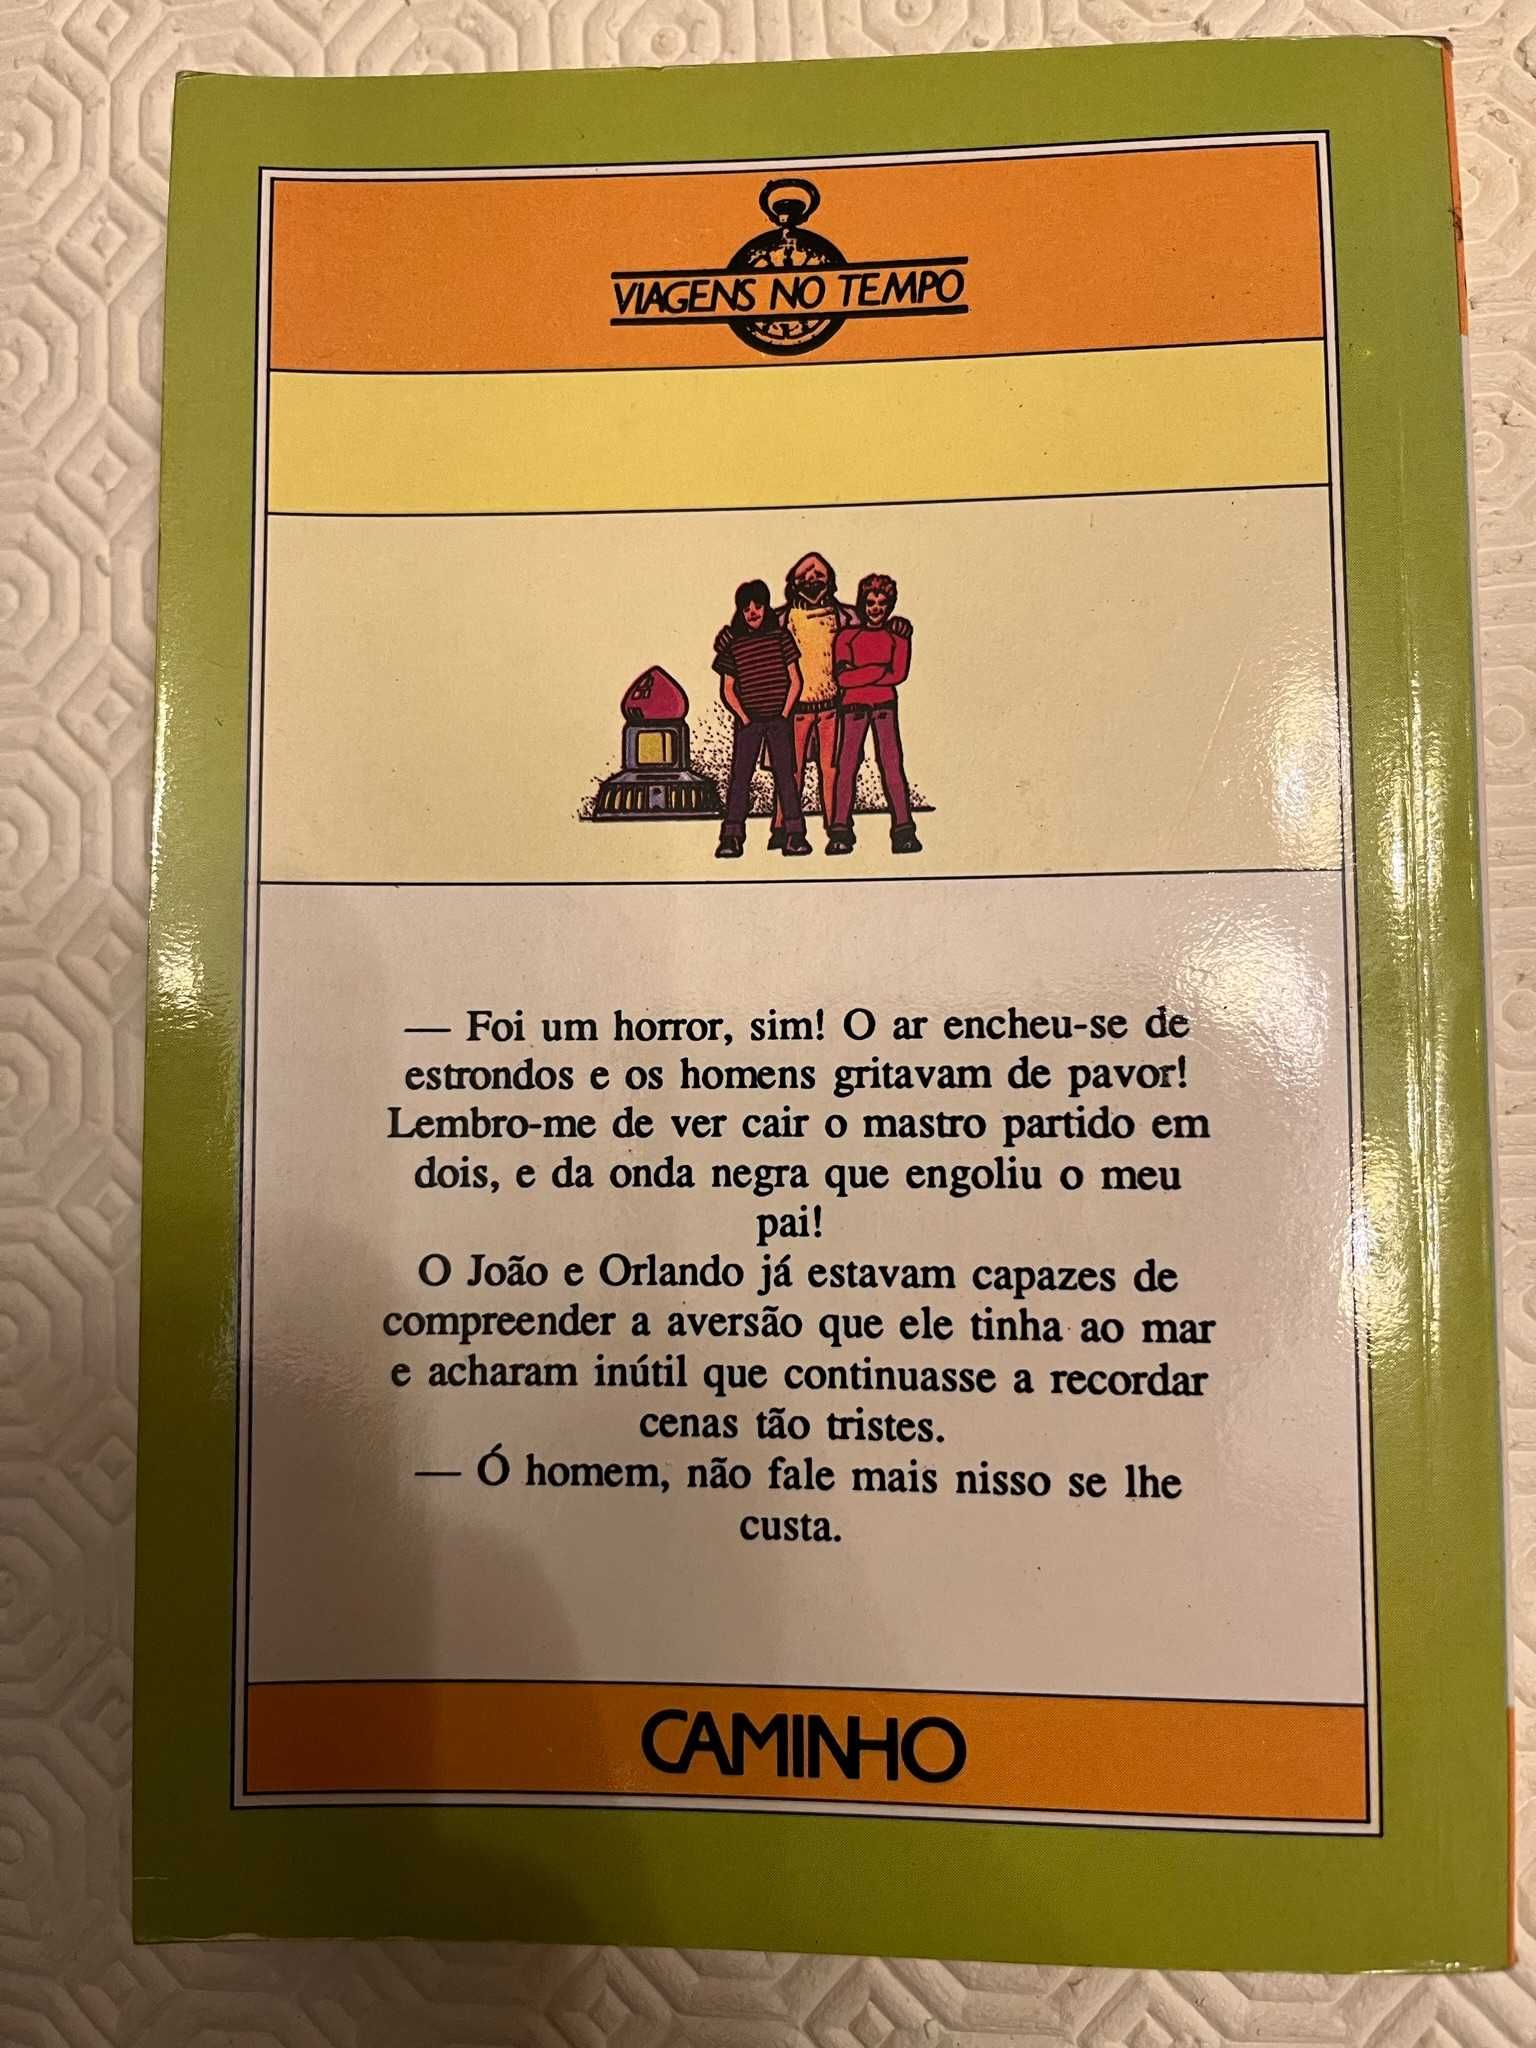 VIAGENS NO TEMPO
— Foi um horror, sim! O ar encheu-se de
estrondos e os homens gritavam de pavor!
Lembro-me de ver cair o mastro partido em
dois, e da onda negra que engoliu o meu
pai!
O João e Orlando já estavam capazes de
compreender a aversão que ele tinha ao mar
e acharam inútil que continuasse a recordar
cenas tão tristes.
— Ó homem, não fale mais nisso se lhe
custa.
CAMINHO